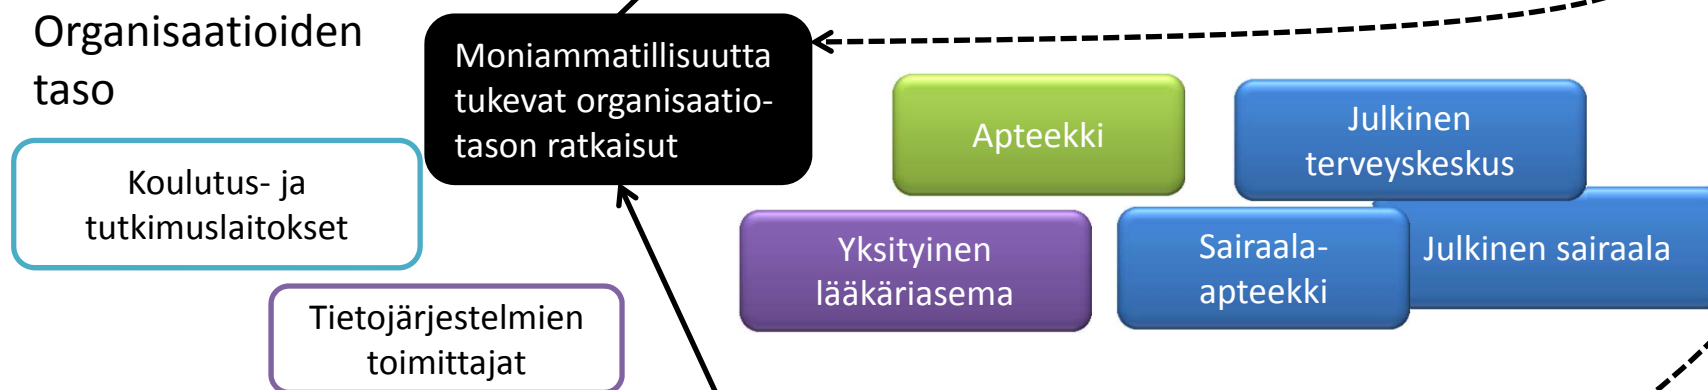 Organisaatioiden
taso
Moniammatillisuutta
tukevat organisaatio-
tason ratkaisut
Koulutus- ja
tutkimuslaitokset
Tietojärjestelmien
toimittajat
Apteekki
Julkinen
terveyskeskus
Yksityinen
lääkäriasema
Sairaala-
apteekki
Julkinen sairaala